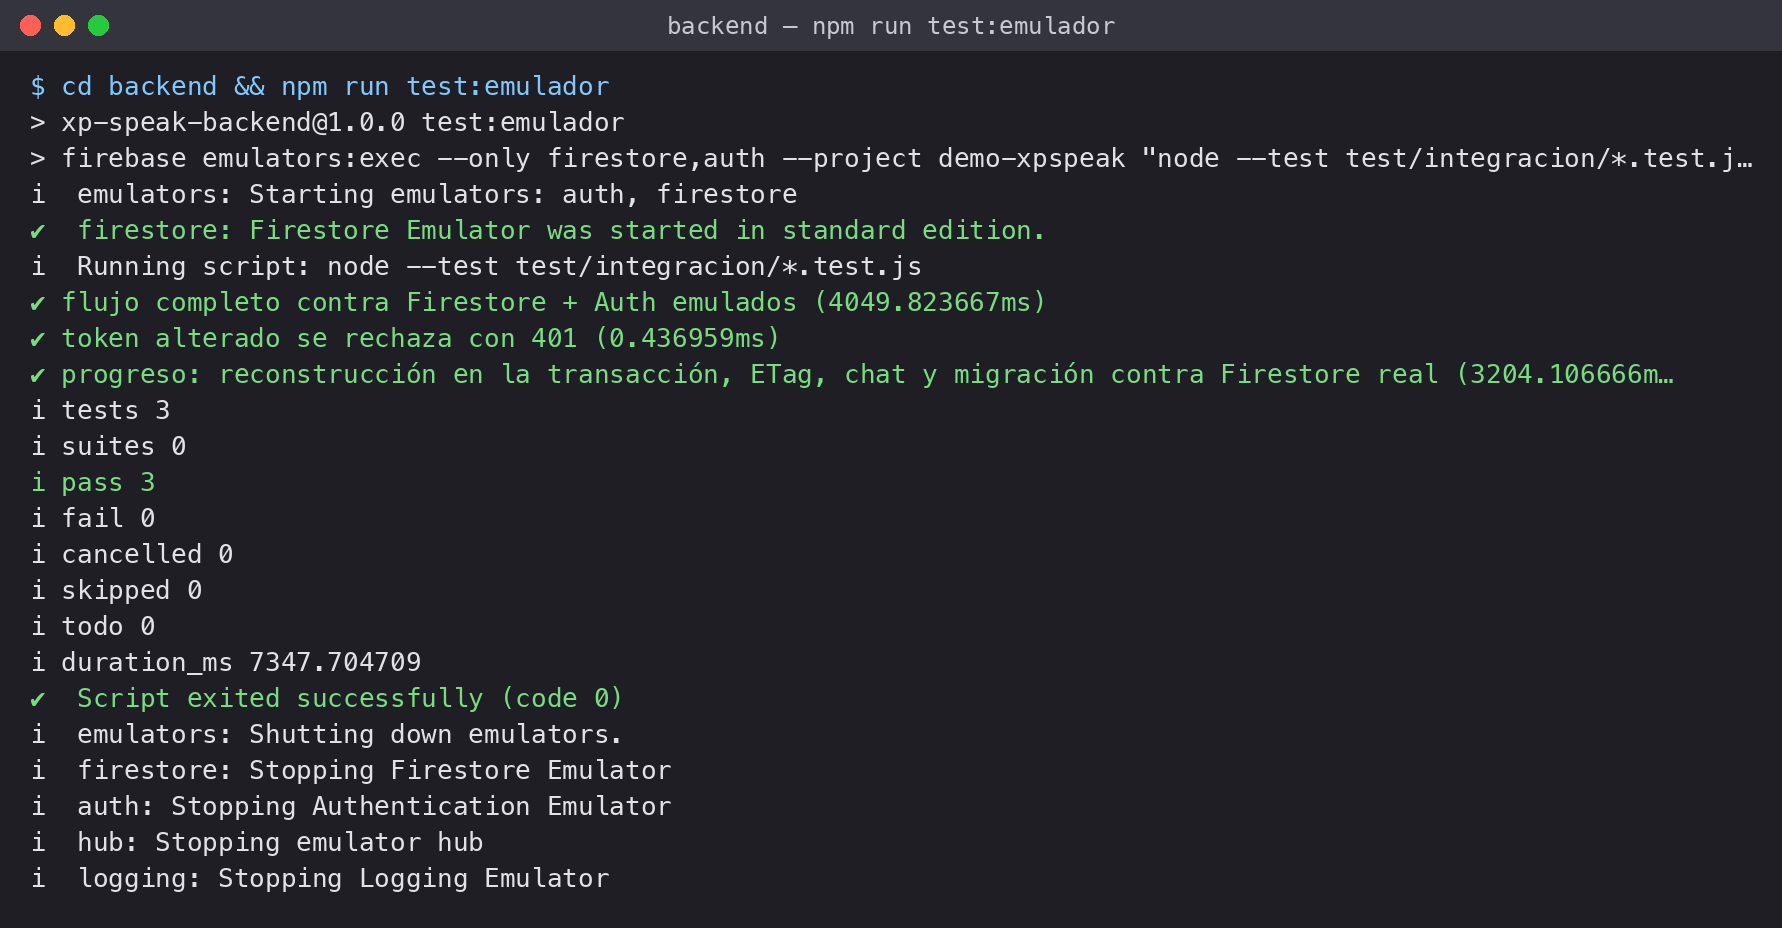 backend — npm run test:emulador
$ cd backend && npm run test:emulador
> xp-speak-backend@1.0.0 test:emulador
> firebase emulators:exec --only firestore,auth --project demo-xpspeak "node --test test/integracion/*.test.j…
i  emulators: Starting emulators: auth, firestore
✔  firestore: Firestore Emulator was started in standard edition.
i  Running script: node --test test/integracion/*.test.js
✔ flujo completo contra Firestore + Auth emulados (4049.823667ms)
✔ token alterado se rechaza con 401 (0.436959ms)
✔ progreso: reconstrucción en la transacción, ETag, chat y migración contra Firestore real (3204.106666m…
i tests 3
i suites 0
i pass 3
i fail 0
i cancelled 0
i skipped 0
i todo 0
i duration_ms 7347.704709
✔  Script exited successfully (code 0)
i  emulators: Shutting down emulators.
i  firestore: Stopping Firestore Emulator
i  auth: Stopping Authentication Emulator
i  hub: Stopping emulator hub
i  logging: Stopping Logging Emulator